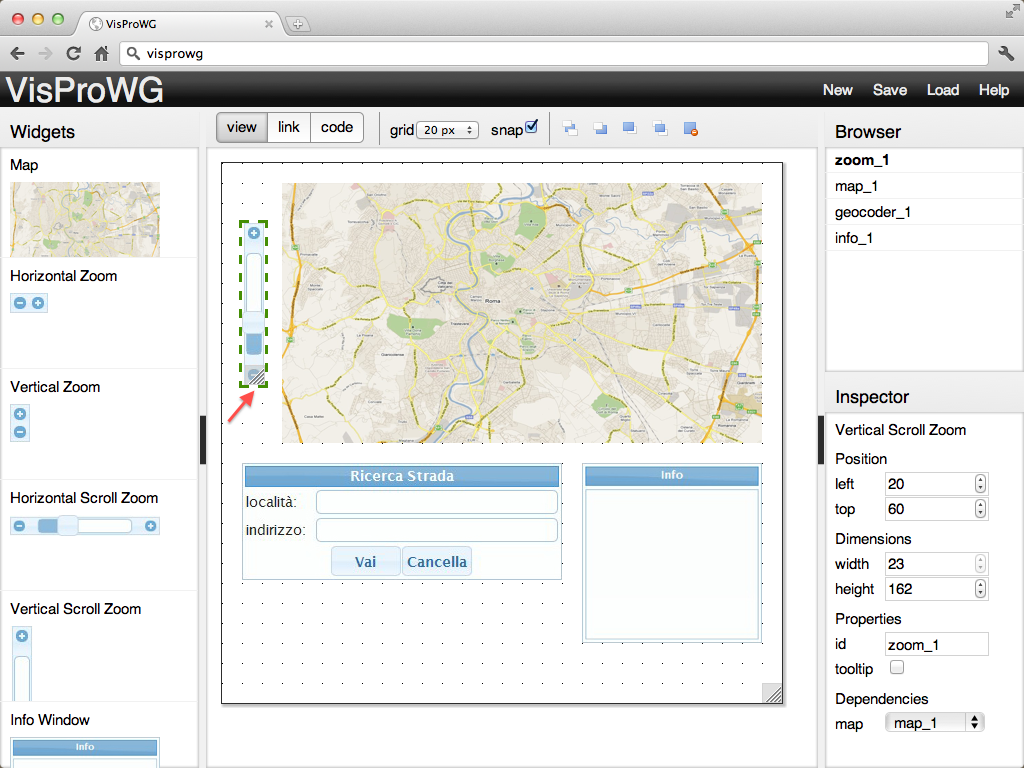 VisProWG
visprowg
VisProWG
New Save Load Help
Widgets
Map
Horizontal Zoom
Vertical Zoom
Horizontal Scroll Zoom
Vertical Scroll Zoom
Info Window
Info
view link code
grid 20 px snap
Roma
Ricerca Strada
località:
indirizzo:
Vai Cancella
Info
Browser
zoom_1
map_1
geocoder_1
info_1
Inspector
Vertical Scroll Zoom
Position
left 20
top 60
Dimensions
width 23
height 162
Properties
id zoom_1
tooltip
Dependencies
map map_1